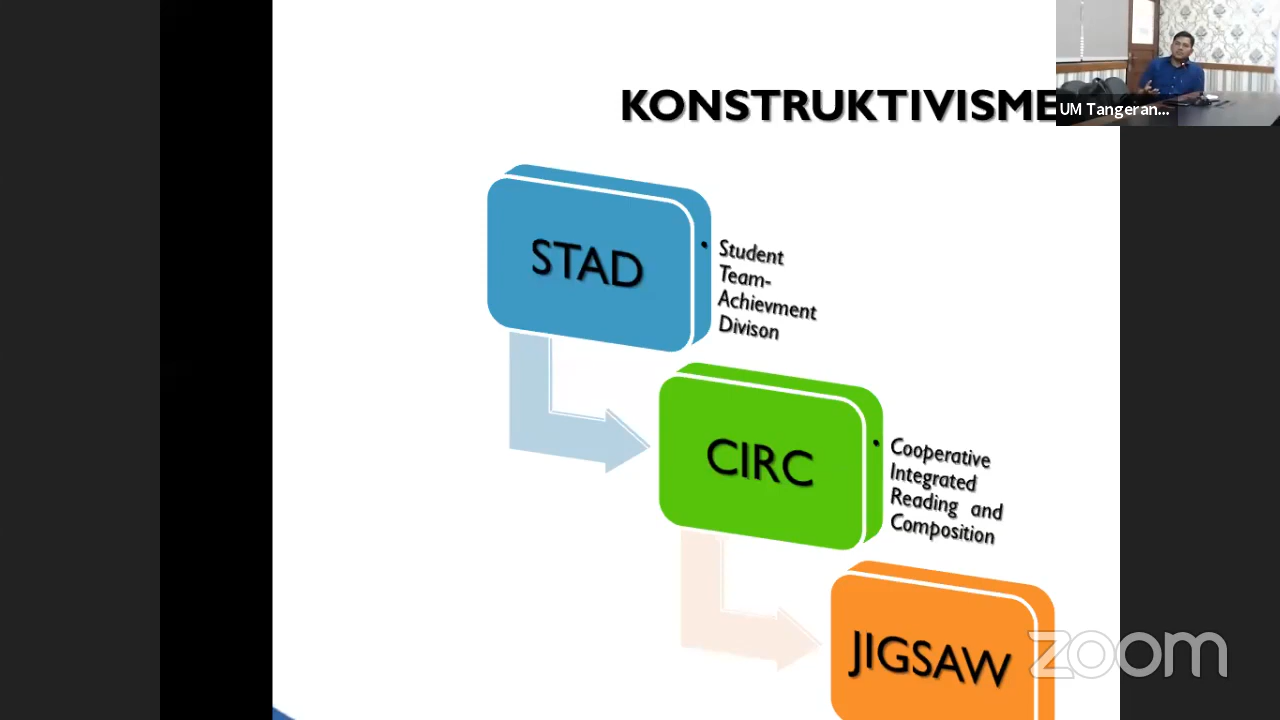 KONSTRUKTIVISME
UM Tangeran...
STAD
• Student
Team-
Achievment
Divison
CIRC
• Cooperative
Integrated
Reading and
Composition
JIGSAW
zoom